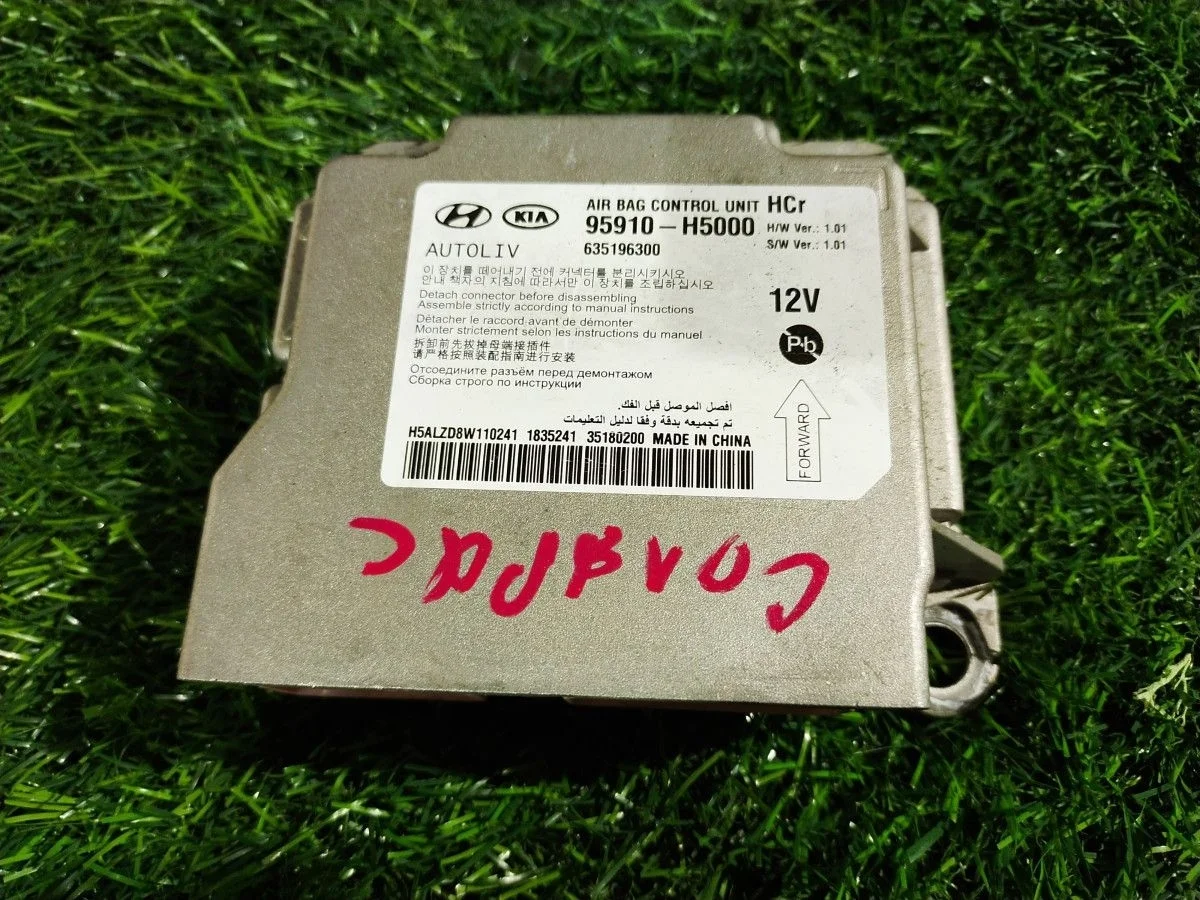 HYUNDAI KIA AIR BAG CONTROL UNIT HCr
95910 – H5000 H/W Ver.: 1.01
AUTOLIV 635196300 S/W Ver.: 1.01
이 장치를 떼어내기 전에 커넥터를 분리시키시오
안내 책자의 지침에 따라서만 이 장치를 조립하십시오
Detach connector before disassembling
Assemble strictly according to manual instructions
12V
Détacher le raccord avant de démonter
Monter strictement selon les instructions du manuel
Pb
拆卸前先拔掉母端接插件
请严格按照装配指南进行安装
Отсоедините разъём перед демонтажом
Сборка строго по инструкции
افصل الموصل قبل الفك.
تم تجميعه بدقة وفقا لدليل التعليمات
FORWARD
H5ALZD8W110241 1835241 35180200 MADE IN CHINA
СОЛЯРИС